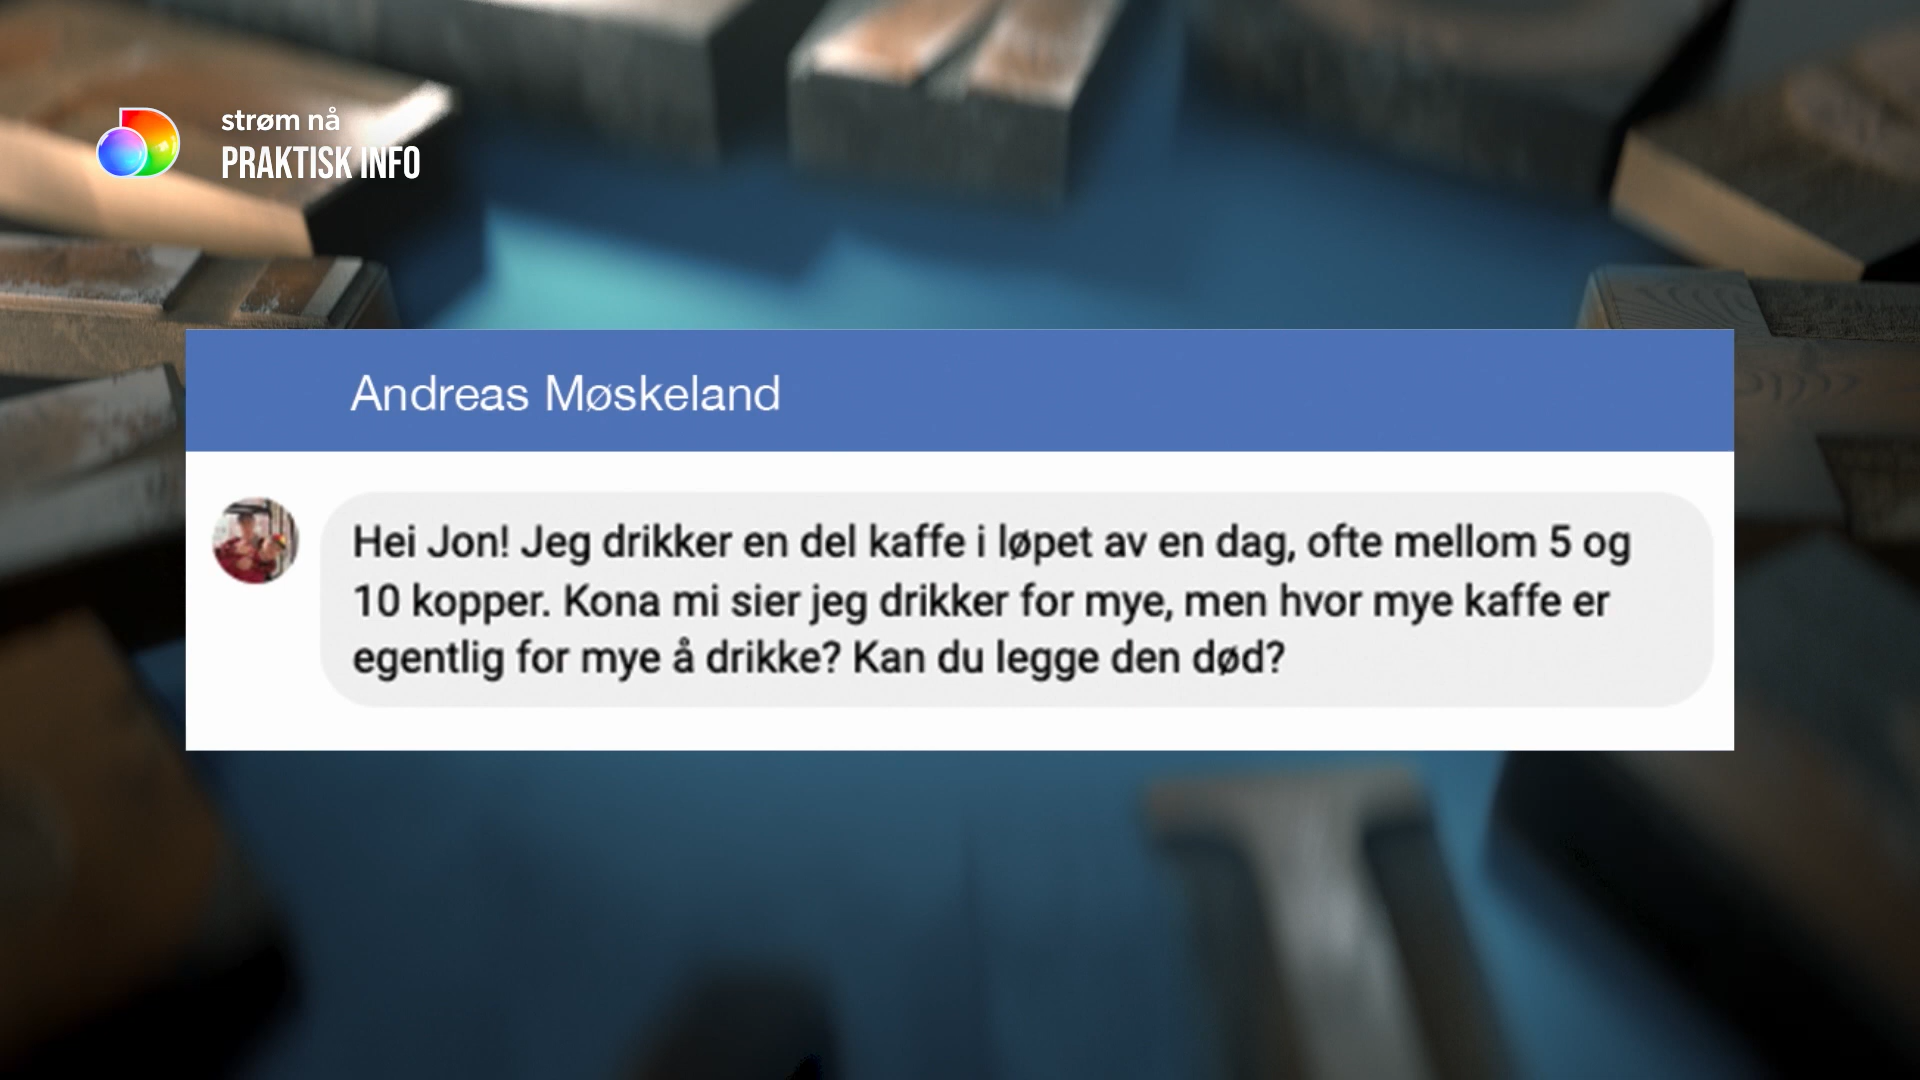 strøm nå
PRAKTISK INFO
Andreas Møskeland
Hei Jon! Jeg drikker en del kaffe i løpet av en dag, ofte mellom 5 og
10 kopper. Kona mi sier jeg drikker for mye, men hvor mye kaffe er
egentlig for mye å drikke? Kan du legge den død?